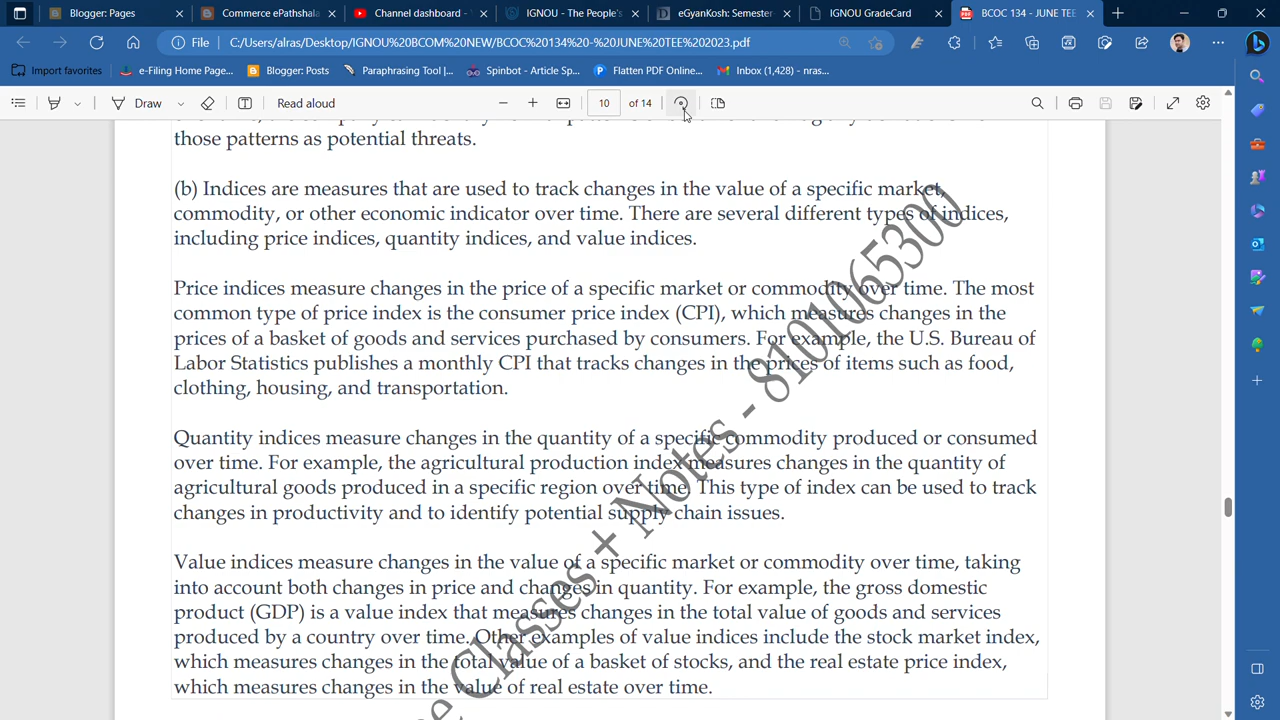 Blogger: Pages
Commerce ePathshala
Channel dashboard -
IGNOU - The People's
eGyanKosh: Semester
IGNOU GradeCard
BCOC 134 - JUNE TEE
File
C:/Users/alras/Desktop/IGNOU%20BCOM%20NEW/BCOC%20134%20-%20JUNE%20TEE%202023.pdf
Import favorites
e-Filing Home Page...
Blogger: Posts
Paraphrasing Tool |...
Spinbot - Article Sp...
Flatten PDF Online...
Inbox (1,428) - nras...
Draw
Read aloud
10
of 14
those patterns as potential threats.
(b) Indices are measures that are used to track changes in the value of a specific market,
commodity, or other economic indicator over time. There are several different types of indices,
including price indices, quantity indices, and value indices.
Price indices measure changes in the price of a specific market or commodity over time. The most
common type of price index is the consumer price index (CPI), which measures changes in the
prices of a basket of goods and services purchased by consumers. For example, the U.S. Bureau of
Labor Statistics publishes a monthly CPI that tracks changes in the prices of items such as food,
clothing, housing, and transportation.
Quantity indices measure changes in the quantity of a specific commodity produced or consumed
over time. For example, the agricultural production index measures changes in the quantity of
agricultural goods produced in a specific region over time. This type of index can be used to track
changes in productivity and to identify potential supply chain issues.
Value indices measure changes in the value of a specific market or commodity over time, taking
into account both changes in price and changes in quantity. For example, the gross domestic
product (GDP) is a value index that measures changes in the total value of goods and services
produced by a country over time. Other examples of value indices include the stock market index,
which measures changes in the total value of a basket of stocks, and the real estate price index,
which measures changes in the value of real estate over time.
Classes + Notes - 8101065300